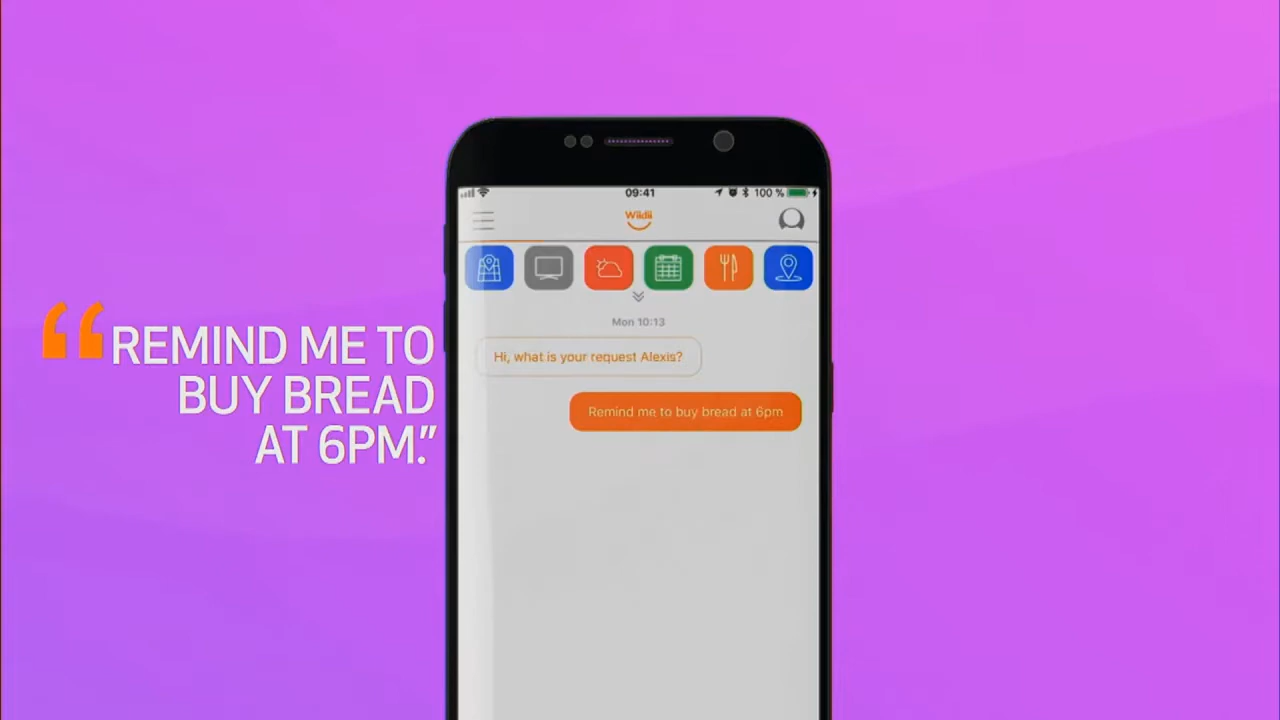 “REMIND ME TO
BUY BREAD
AT 6PM.”
09:41
100 %
Wiidii
Mon 10:13
Hi, what is your request Alexis?
Remind me to buy bread at 6pm